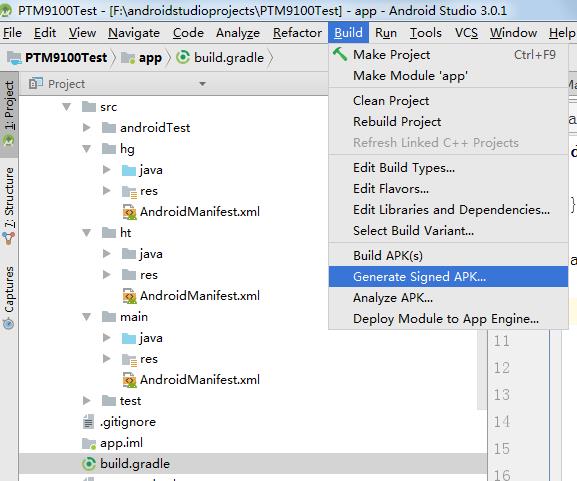 PTM9100Test - [F:\androidstudioprojects\PTM9100Test] - app - Android Studio 3.0.1
File Edit View Navigate Code Analyze Refactor Build Run Tools VCS Window Help
PTM9100Test app build.gradle
1: Project
7: Structure
Captures
Project
src
androidTest
hg
java
res
AndroidManifest.xml
ht
java
res
AndroidManifest.xml
main
java
res
AndroidManifest.xml
test
.gitignore
app.iml
build.gradle
Make Project Ctrl+F9
Make Module 'app'
Clean Project
Rebuild Project
Refresh Linked C++ Projects
Edit Build Types...
Edit Flavors...
Edit Libraries and Dependencies...
Select Build Variant...
Build APK(s)
Generate Signed APK...
Analyze APK...
Deploy Module to App Engine...
11
12
13
14
15
16